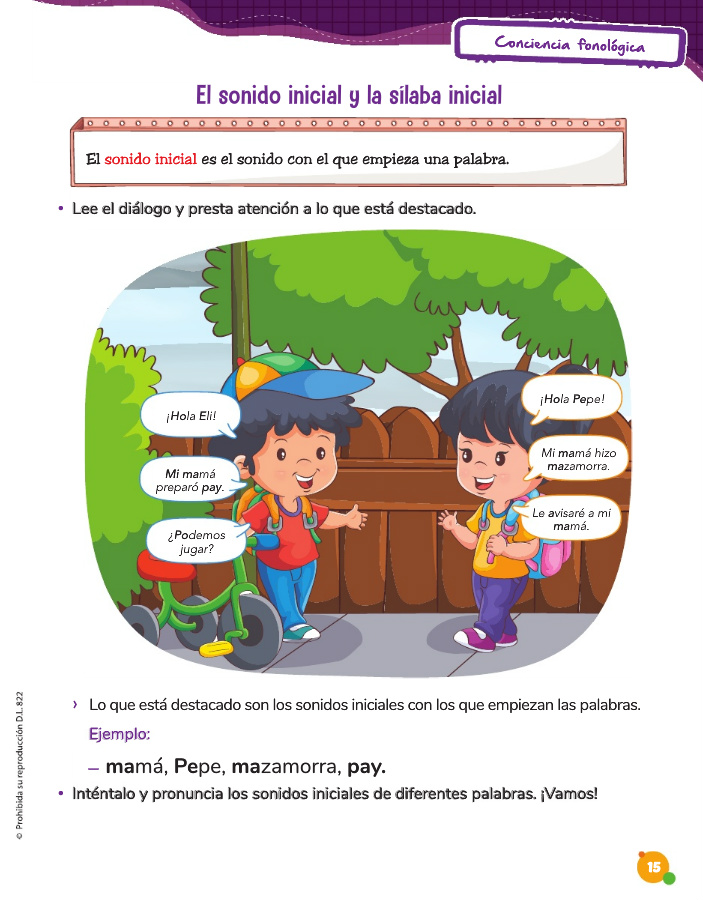 Conciencia fonológica
El sonido inicial y la sílaba inicial
El sonido inicial es el sonido con el que empieza una palabra.
• Lee el diálogo y presta atención a lo que está destacado.
¡Hola Eli!
¡Hola Pepe!
Mi mamá
preparó pay.
Mi mamá hizo
mazamorra.
¿Podemos
jugar?
Le avisaré a mi
mamá.
› Lo que está destacado son los sonidos iniciales con los que empiezan las palabras.
Ejemplo:
– mamá, Pepe, mazamorra, pay.
• Inténtalo y pronuncia los sonidos iniciales de diferentes palabras. ¡Vamos!
© Prohibida su reproducción D.L. 822
15